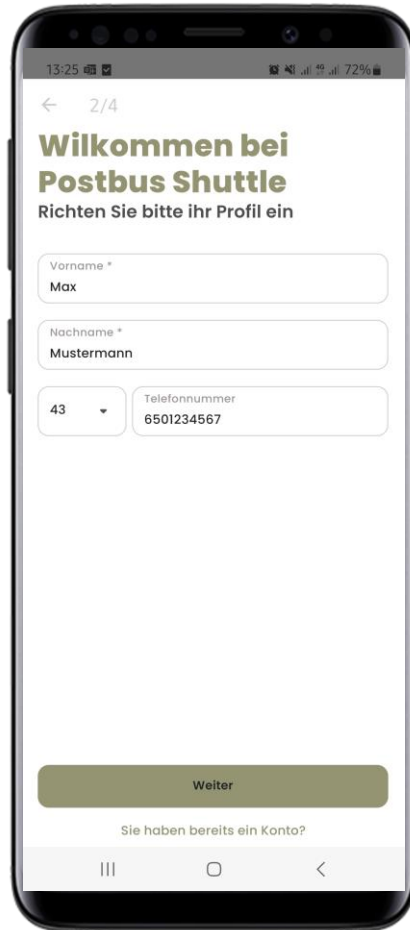 13:25 72%
2/4
Wilkommen bei
Postbus Shuttle
Richten Sie bitte ihr Profil ein
Vorname *
Max
Nachname *
Mustermann
43
Telefonnummer
6501234567
Weiter
Sie haben bereits ein Konto?